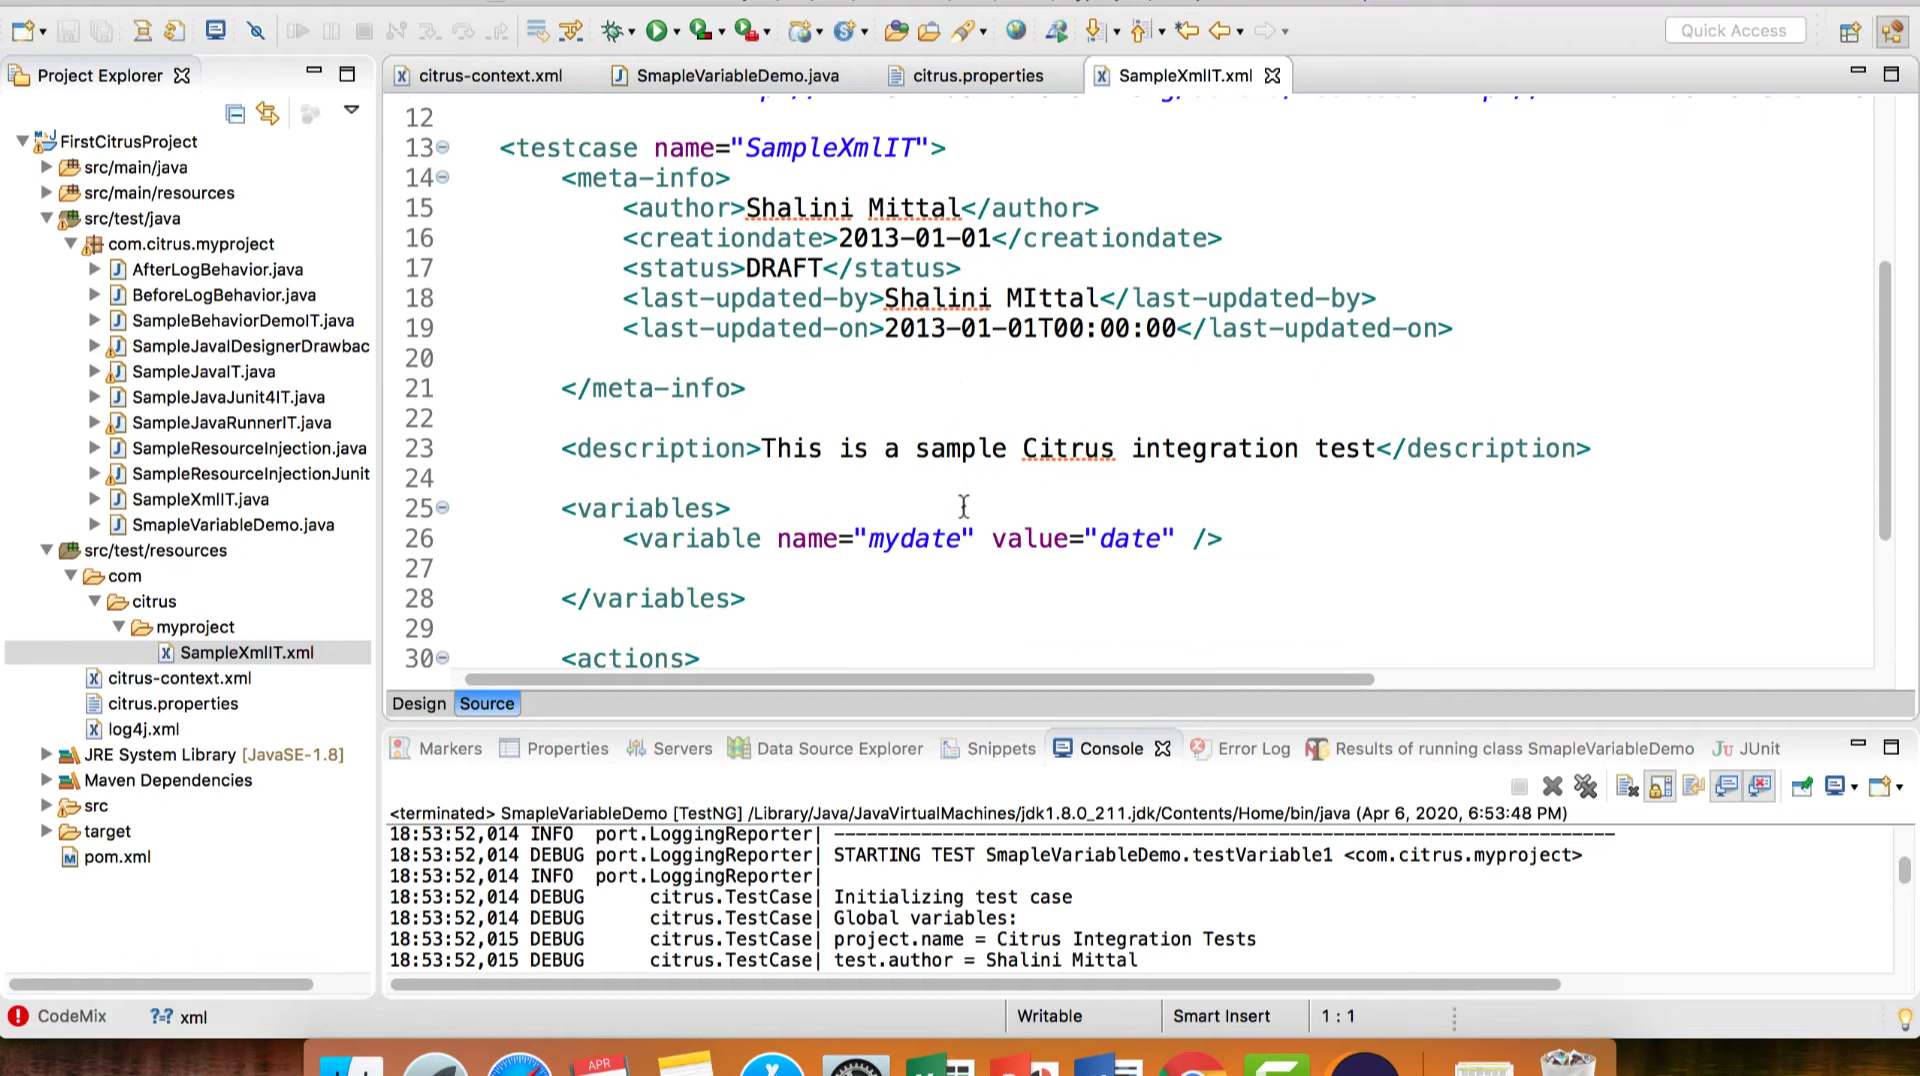 Quick Access
Project Explorer
citrus-context.xml
SmapleVariableDemo.java
citrus.properties
SampleXmlIT.xml
FirstCitrusProject
src/main/java
src/main/resources
src/test/java
com.citrus.myproject
AfterLogBehavior.java
BeforeLogBehavior.java
SampleBehaviorDemoIT.java
SampleJavaIDesignerDrawbac
SampleJavaIT.java
SampleJavaJunit4IT.java
SampleJavaRunnerIT.java
SampleResourceInjection.java
SampleResourceInjectionJunit
SampleXmlIT.java
SmapleVariableDemo.java
src/test/resources
com
citrus
myproject
SampleXmlIT.xml
citrus-context.xml
citrus.properties
log4j.xml
JRE System Library [JavaSE-1.8]
Maven Dependencies
src
target
pom.xml
12
13 <testcase name="SampleXmlIT">
14 <meta-info>
15 <author>Shalini Mittal</author>
16 <creationdate>2013-01-01</creationdate>
17 <status>DRAFT</status>
18 <last-updated-by>Shalini MIttal</last-updated-by>
19 <last-updated-on>2013-01-01T00:00:00</last-updated-on>
20
21 </meta-info>
22
23 <description>This is a sample Citrus integration test</description>
24
25 <variables>
26 <variable name="mydate" value="date" />
27
28 </variables>
29
30 <actions>
Design Source
Markers Properties Servers Data Source Explorer Snippets Console Error Log Results of running class SmapleVariableDemo Ju JUnit
<terminated> SmapleVariableDemo [TestNG] /Library/Java/JavaVirtualMachines/jdk1.8.0_211.jdk/Contents/Home/bin/java (Apr 6, 2020, 6:53:48 PM)
18:53:52,014 INFO port.LoggingReporter| ------------------------------------------------------------------------
18:53:52,014 DEBUG port.LoggingReporter| STARTING TEST SmapleVariableDemo.testVariable1 <com.citrus.myproject>
18:53:52,014 INFO port.LoggingReporter|
18:53:52,014 DEBUG citrus.TestCase| Initializing test case
18:53:52,014 DEBUG citrus.TestCase| Global variables:
18:53:52,015 DEBUG citrus.TestCase| project.name = Citrus Integration Tests
18:53:52,015 DEBUG citrus.TestCase| test.author = Shalini Mittal
CodeMix xml Writable Smart Insert 1 : 1
APR